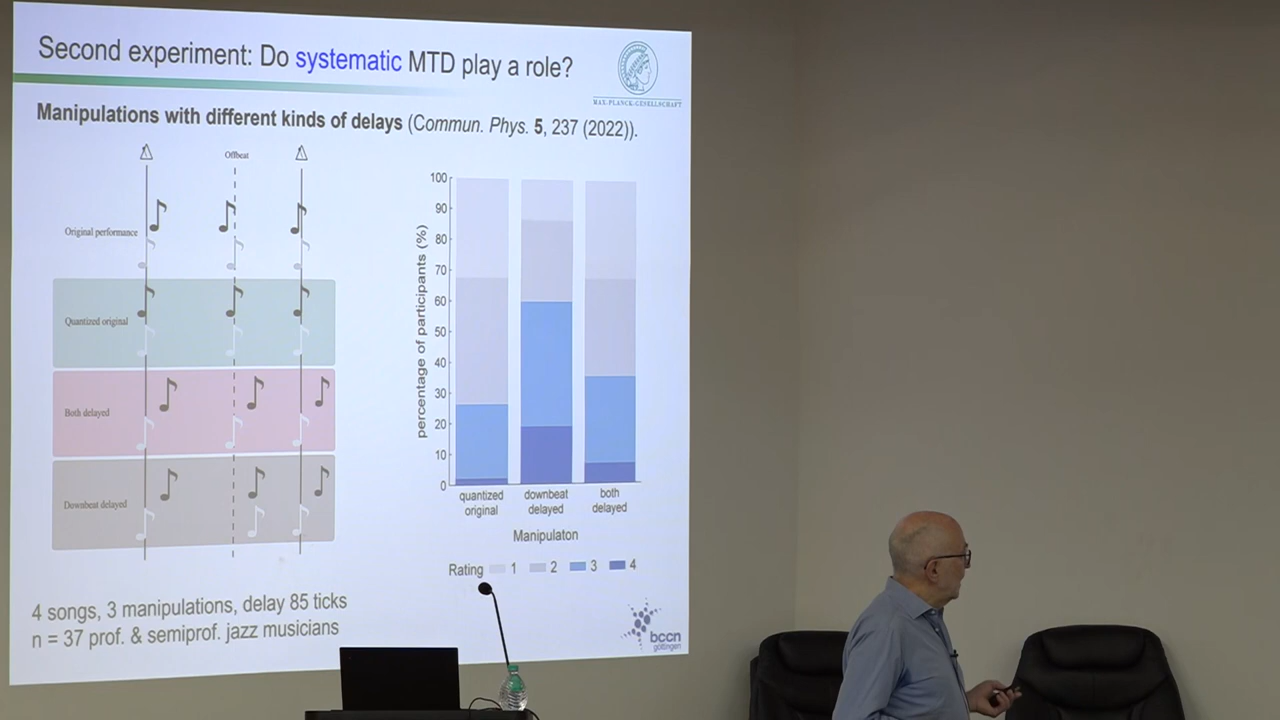 Second experiment: Do systematic MTD play a role?
MAX-PLANCK-GESELLSCHAFT
Manipulations with different kinds of delays (Commun. Phys. 5, 237 (2022)).
Offbeat
Original performance
Quantized original
Both delayed
Downbeat delayed
percentage of participants (%)
100
90
80
70
60
50
40
30
20
10
0
quantized original
downbeat delayed
both delayed
Manipulaton
Rating 1 2 3 4
4 songs, 3 manipulations, delay 85 ticks
n = 37 prof. & semiprof. jazz musicians
bccn
göttingen